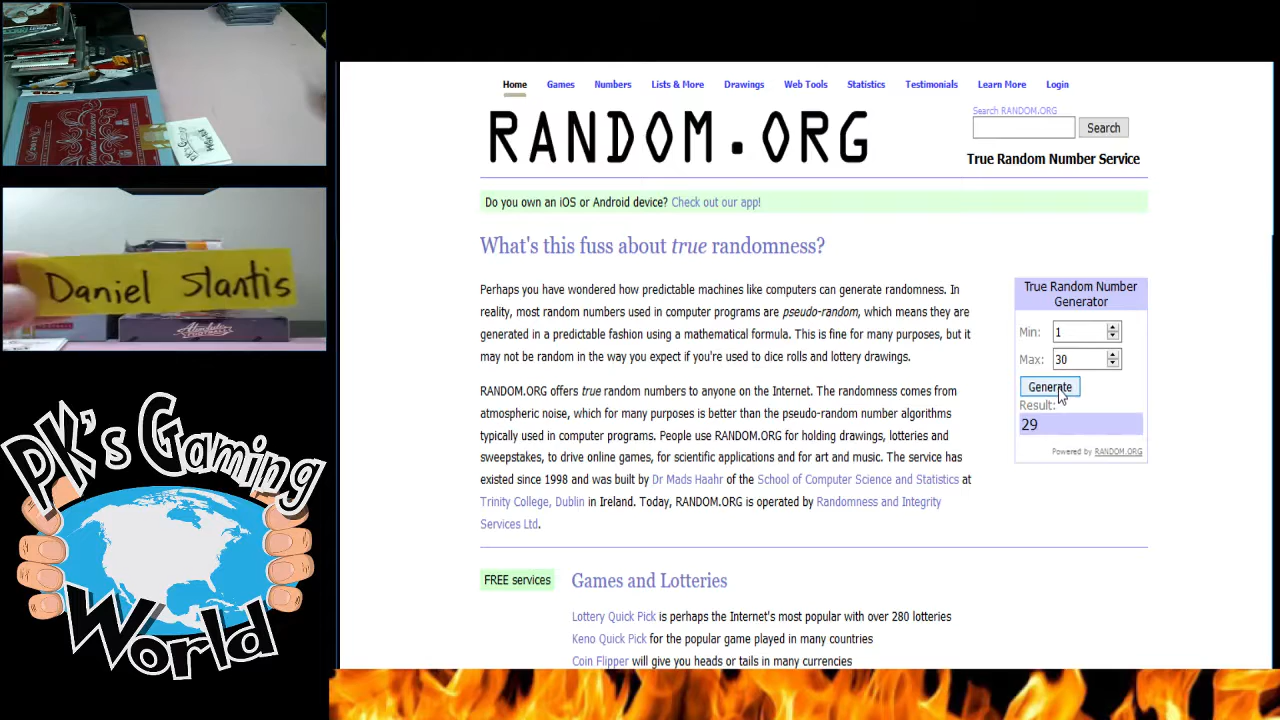 Daniel Slantis
PK's Gaming
World
Home Games Numbers Lists & More Drawings Web Tools Statistics Testimonials Learn More Login
RANDOM.ORG
Search RANDOM.ORG
Search
True Random Number Service
Do you own an iOS or Android device? Check out our app!
What's this fuss about true randomness?
Perhaps you have wondered how predictable machines like computers can generate randomness. In
reality, most random numbers used in computer programs are pseudo-random, which means they are
generated in a predictable fashion using a mathematical formula. This is fine for many purposes, but it
may not be random in the way you expect if you're used to dice rolls and lottery drawings.
RANDOM.ORG offers true random numbers to anyone on the Internet. The randomness comes from
atmospheric noise, which for many purposes is better than the pseudo-random number algorithms
typically used in computer programs. People use RANDOM.ORG for holding drawings, lotteries and
sweepstakes, to drive online games, for scientific applications and for art and music. The service has
existed since 1998 and was built by Dr Mads Haahr of the School of Computer Science and Statistics at
Trinity College, Dublin in Ireland. Today, RANDOM.ORG is operated by Randomness and Integrity
Services Ltd.
True Random Number
Generator
Min: 1
Max: 30
Generate
Result:
29
Powered by RANDOM.ORG
FREE services
Games and Lotteries
Lottery Quick Pick is perhaps the Internet's most popular with over 280 lotteries
Keno Quick Pick for the popular game played in many countries
Coin Flipper will give you heads or tails in many currencies